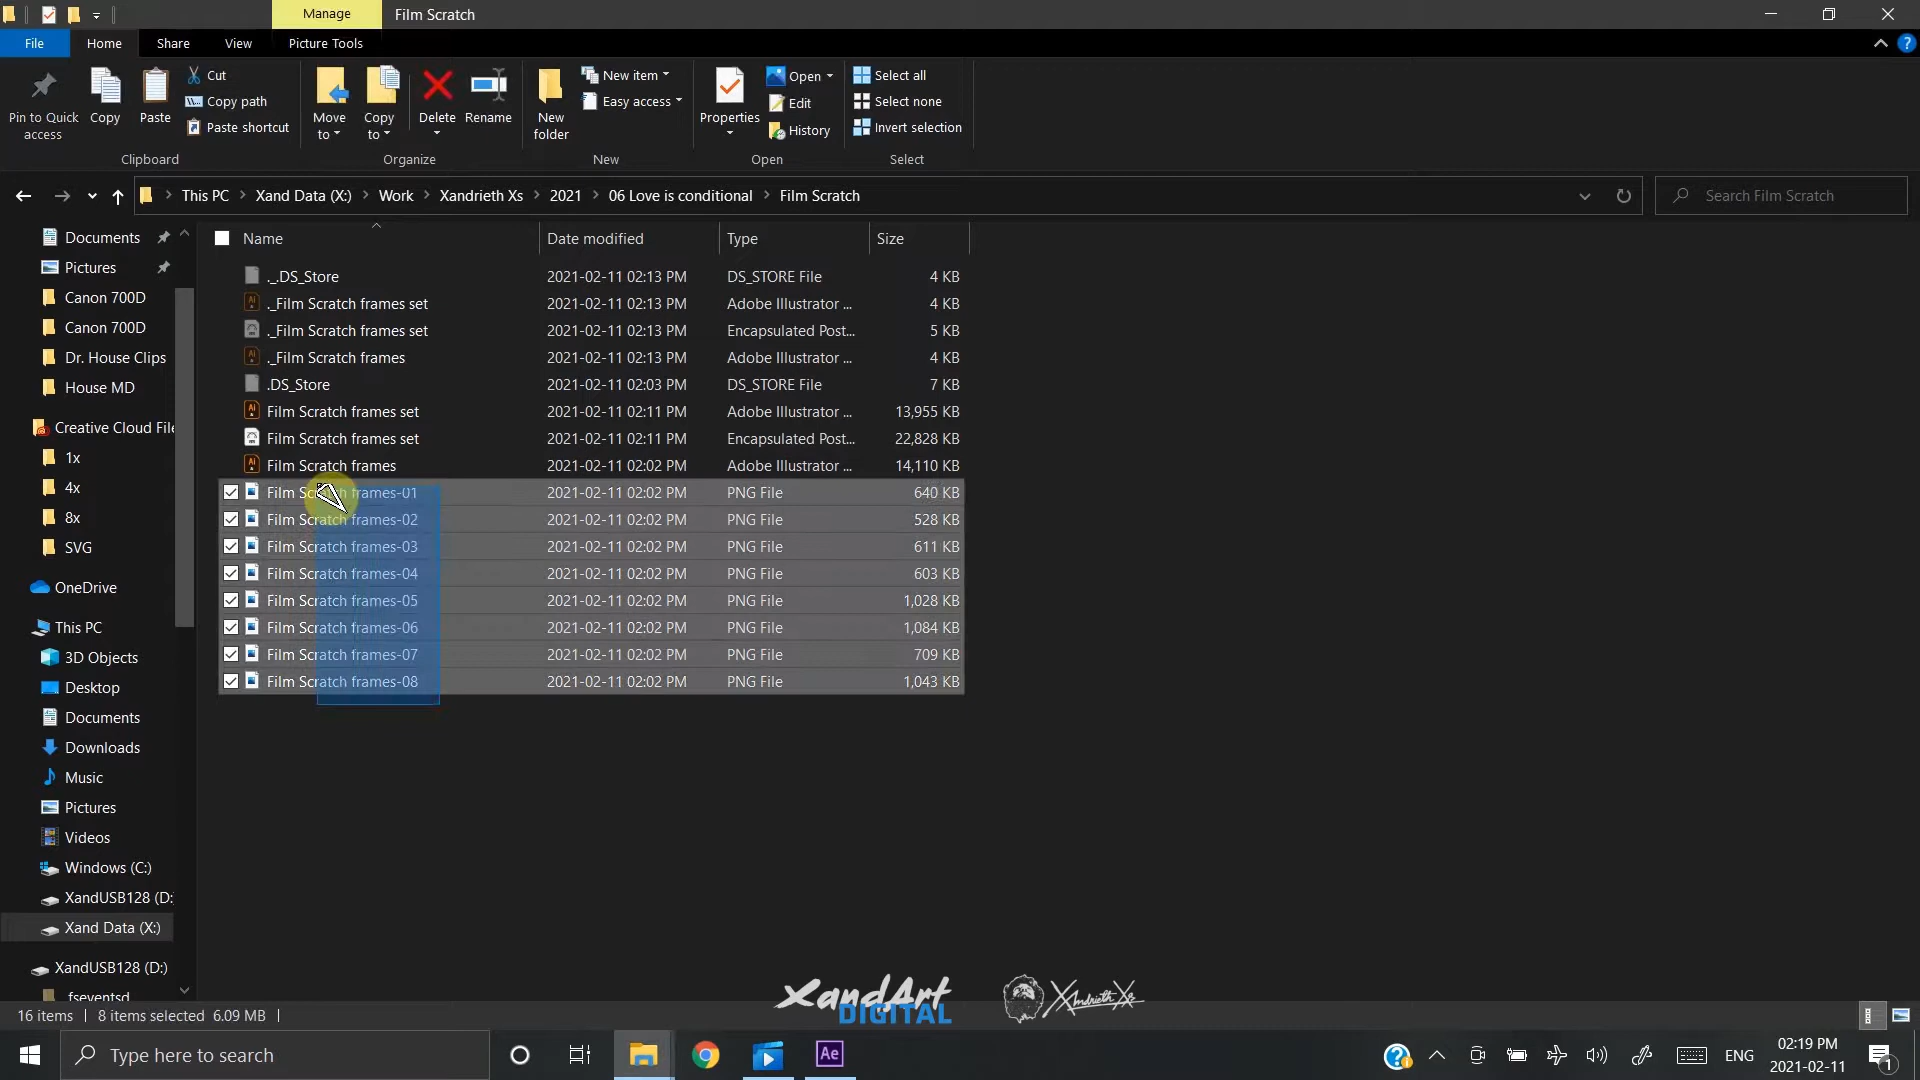 Manage
Film Scratch
File
Home
Share
View
Picture Tools
Pin to Quick access
Copy
Paste
Cut
Copy path
Paste shortcut
Clipboard
Move to
Copy to
Delete
Rename
Organize
New folder
New item
Easy access
New
Properties
Open
Edit
History
Open
Select all
Select none
Invert selection
Select
This PC
Xand Data (X:)
Work
Xandrieth Xs
2021
06 Love is conditional
Film Scratch
Search Film Scratch
Documents
Pictures
Canon 700D
Canon 700D
Dr. House Clips
House MD
Creative Cloud File
1x
4x
8x
SVG
OneDrive
This PC
3D Objects
Desktop
Documents
Downloads
Music
Pictures
Videos
Windows (C:)
XandUSB128 (D:
Xand Data (X:)
XandUSB128 (D:)
.fseventsd
Name Date modified Type Size
._.DS_Store 2021-02-11 02:13 PM DS_STORE File 4 KB
._Film Scratch frames set 2021-02-11 02:13 PM Adobe Illustrator ... 4 KB
._Film Scratch frames set 2021-02-11 02:13 PM Encapsulated Post... 5 KB
._Film Scratch frames 2021-02-11 02:13 PM Adobe Illustrator ... 4 KB
.DS_Store 2021-02-11 02:03 PM DS_STORE File 7 KB
Film Scratch frames set 2021-02-11 02:11 PM Adobe Illustrator ... 13,955 KB
Film Scratch frames set 2021-02-11 02:11 PM Encapsulated Post... 22,828 KB
Film Scratch frames 2021-02-11 02:02 PM Adobe Illustrator ... 14,110 KB
Film Scratch frames-01 2021-02-11 02:02 PM PNG File 640 KB
Film Scratch frames-02 2021-02-11 02:02 PM PNG File 528 KB
Film Scratch frames-03 2021-02-11 02:02 PM PNG File 611 KB
Film Scratch frames-04 2021-02-11 02:02 PM PNG File 603 KB
Film Scratch frames-05 2021-02-11 02:02 PM PNG File 1,028 KB
Film Scratch frames-06 2021-02-11 02:02 PM PNG File 1,084 KB
Film Scratch frames-07 2021-02-11 02:02 PM PNG File 709 KB
Film Scratch frames-08 2021-02-11 02:02 PM PNG File 1,043 KB
XandArt
DIGITAL
Xandrieth Xs
16 items 8 items selected 6.09 MB
Type here to search
Ae
ENG
02:19 PM
2021-02-11
1